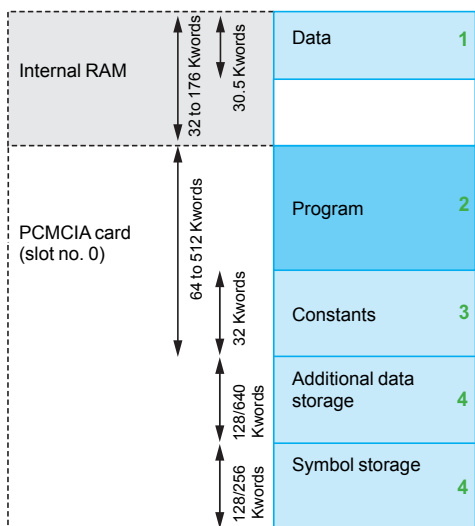 Internal RAM
32 to 176 Kwords
30.5 Kwords
Data
1
PCMCIA card
(slot no. 0)
64 to 512 Kwords
Program
2
32 Kwords
Constants
3
128/640
Kwords
Additional data
storage
4
128/256
Kwords
Symbol storage
4